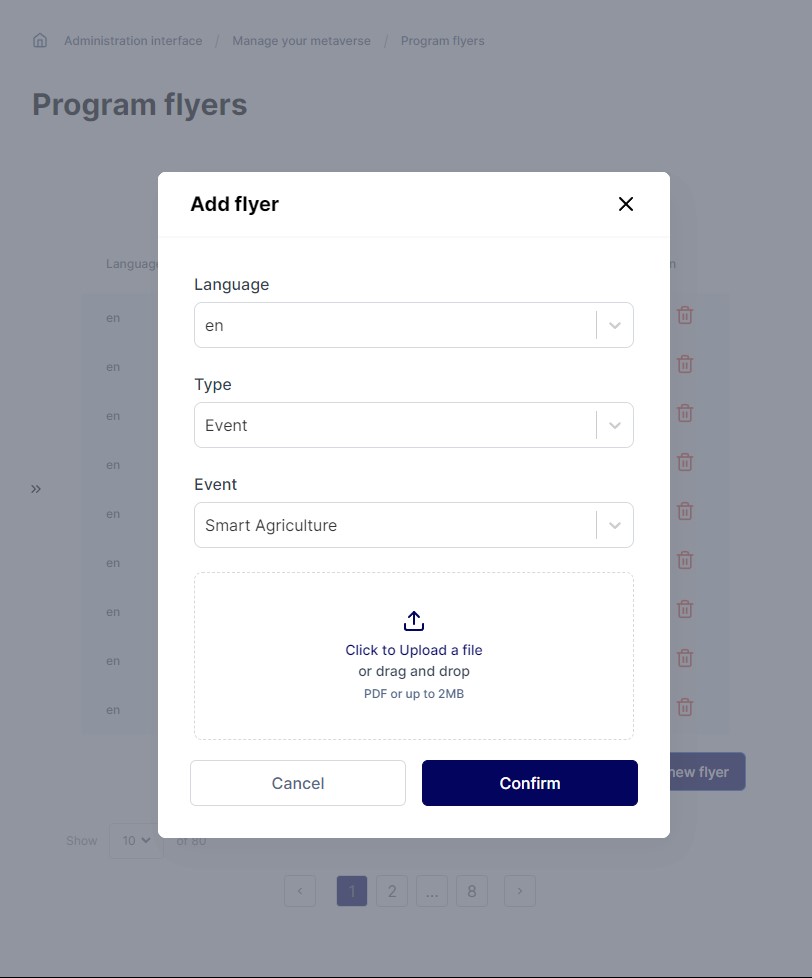 Administration interface / Manage your metaverse / Program flyers
Program flyers
Add flyer
Language
Language
en
en
Type
en
Event
en
Event
en
Smart Agriculture
en
en
Click to Upload a file
or drag and drop
en
PDF or up to 2MB
en
en
new flyer
Cancel
Confirm
Show 10 of 80
‹ 1 2 ... 8 ›